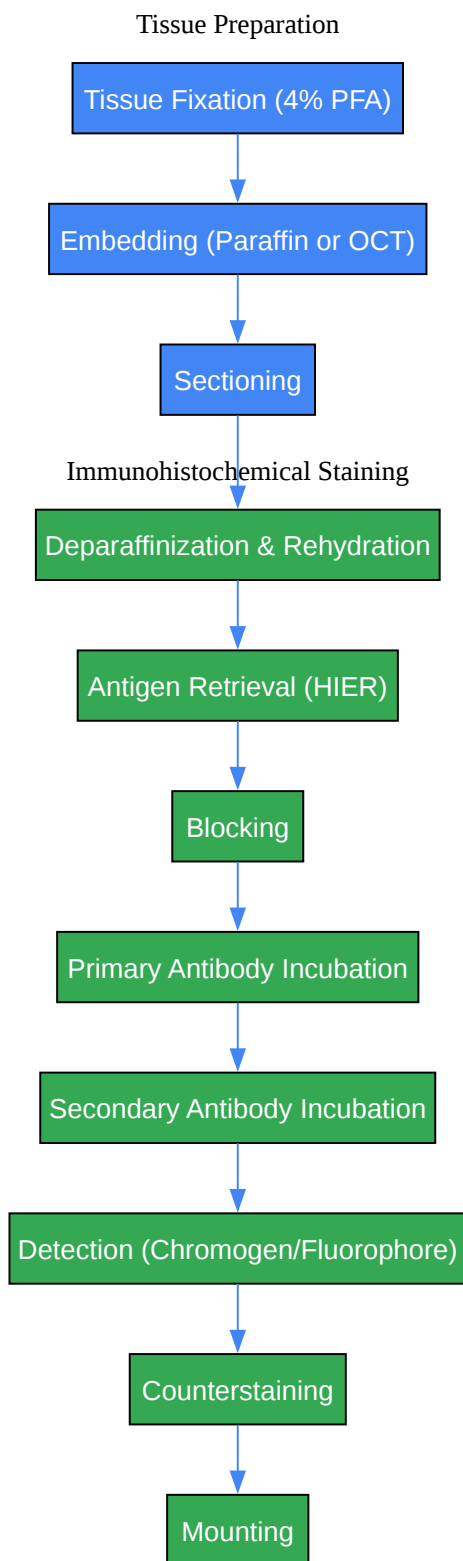 Tissue Preparation
Tissue Fixation (4% PFA)
Embedding (Paraffin or OCT)
Sectioning
Immunohistochemical Staining
Deparaffinization & Rehydration
Antigen Retrieval (HIER)
Blocking
Primary Antibody Incubation
Secondary Antibody Incubation
Detection (Chromogen/Fluorophore)
Counterstaining
Mounting